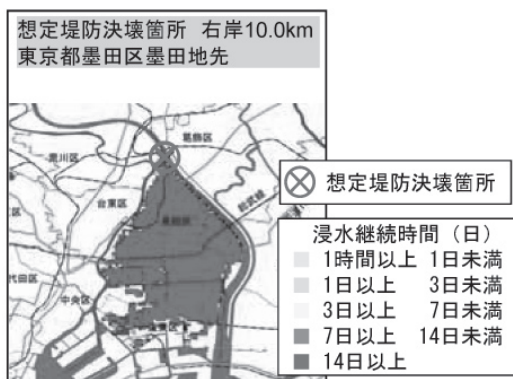 想定堤防決壊箇所 右岸10.0km
東京都墨田区墨田地先
葛飾区
荒川区
台東区
墨田区
総武線
代田区
中央区
江東区
想定堤防決壊箇所
浸水継続時間（日）
1時間以上 1日未満
1日以上 3日未満
3日以上 7日未満
7日以上 14日未満
14日以上